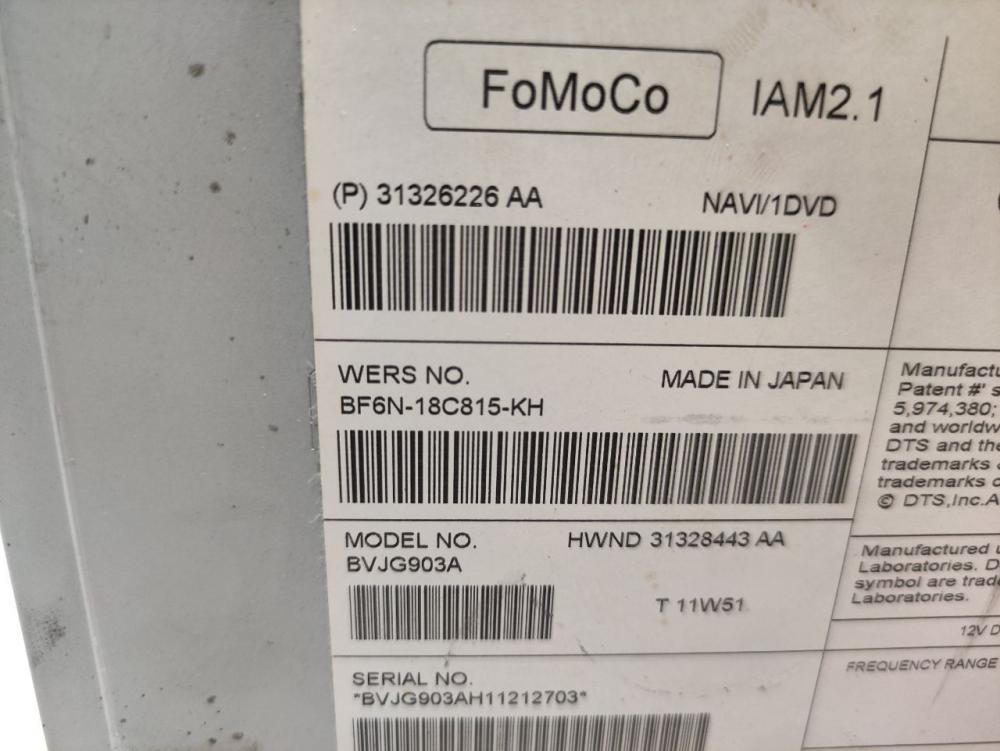 FoMoCo IAM2.1
(P) 31326226 AA NAVI/1DVD
WERS NO. MADE IN JAPAN
BF6N-18C815-KH
MODEL NO. HWND 31328443 AA
BVJG903A
T 11W51
SERIAL NO.
*BVJG903AH11212703*
Manufactu
Patent #' s
5,974,380;
and worldw
DTS and the
trademarks
trademarks
© DTS,Inc.A
Manufactured
Laboratories. D
symbol are trade
Laboratories.
12V D
FREQUENCY RANGE